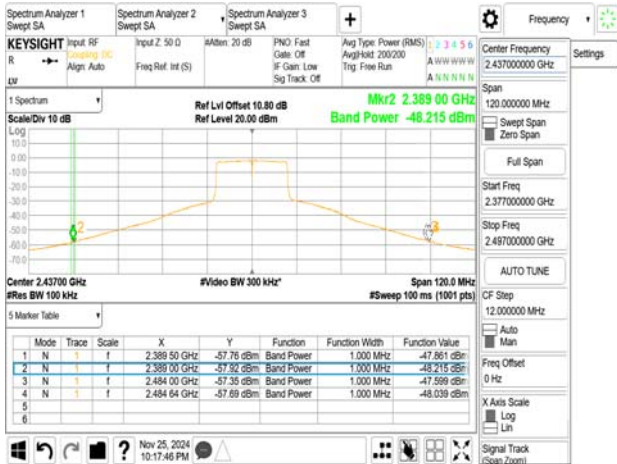 Spectrum Analyzer 1
Swept SA
Spectrum Analyzer 2
Swept SA
Spectrum Analyzer 3
Swept SA
+
Frequency
KEYSIGHT
R
LXI
Input: RF
Coupling: DC
Align: Auto
Input Z: 50 Ω
Freq Ref: Int (S)
#Atten: 20 dB
PNO: Fast
Gate: Off
IF Gain: Low
Sig Track: Off
Avg Type: Power (RMS)
Avg|Hold: 200/200
Trig: Free Run
1 2 3 4 5 6
A W W W W W
A N N N N N
1 Spectrum
Scale/Div 10 dB
Ref Lvl Offset 10.80 dB
Ref Level 20.00 dBm
Mkr2 2.389 00 GHz
Band Power -48.215 dBm
Log
10.0
0.00
-10.0
-20.0
-30.0
-40.0
-50.0
-60.0
-70.0
2
3
Center 2.43700 GHz
#Res BW 100 kHz
#Video BW 300 kHz*
Span 120.0 MHz
#Sweep 100 ms (1001 pts)
5 Marker Table
Mode Trace Scale X Y Function Function Width Function Value
1 N 1 f 2.389 50 GHz -57.76 dBm Band Power 1.000 MHz -47.861 dBm
2 N 1 f 2.389 00 GHz -57.92 dBm Band Power 1.000 MHz -48.215 dBm
3 N 1 f 2.484 00 GHz -57.35 dBm Band Power 1.000 MHz -47.599 dBm
4 N 1 f 2.484 64 GHz -57.69 dBm Band Power 1.000 MHz -48.039 dBm
5
6
?
Nov 25, 2024
10:17:46 PM
Center Frequency
2.437000000 GHz
Settings
Span
120.000000 MHz
Swept Span
Zero Span
Full Span
Start Freq
2.377000000 GHz
Stop Freq
2.497000000 GHz
AUTO TUNE
CF Step
12.000000 MHz
Auto
Man
Freq Offset
0 Hz
X Axis Scale
Log
Lin
Signal Track
(Span Zoom)